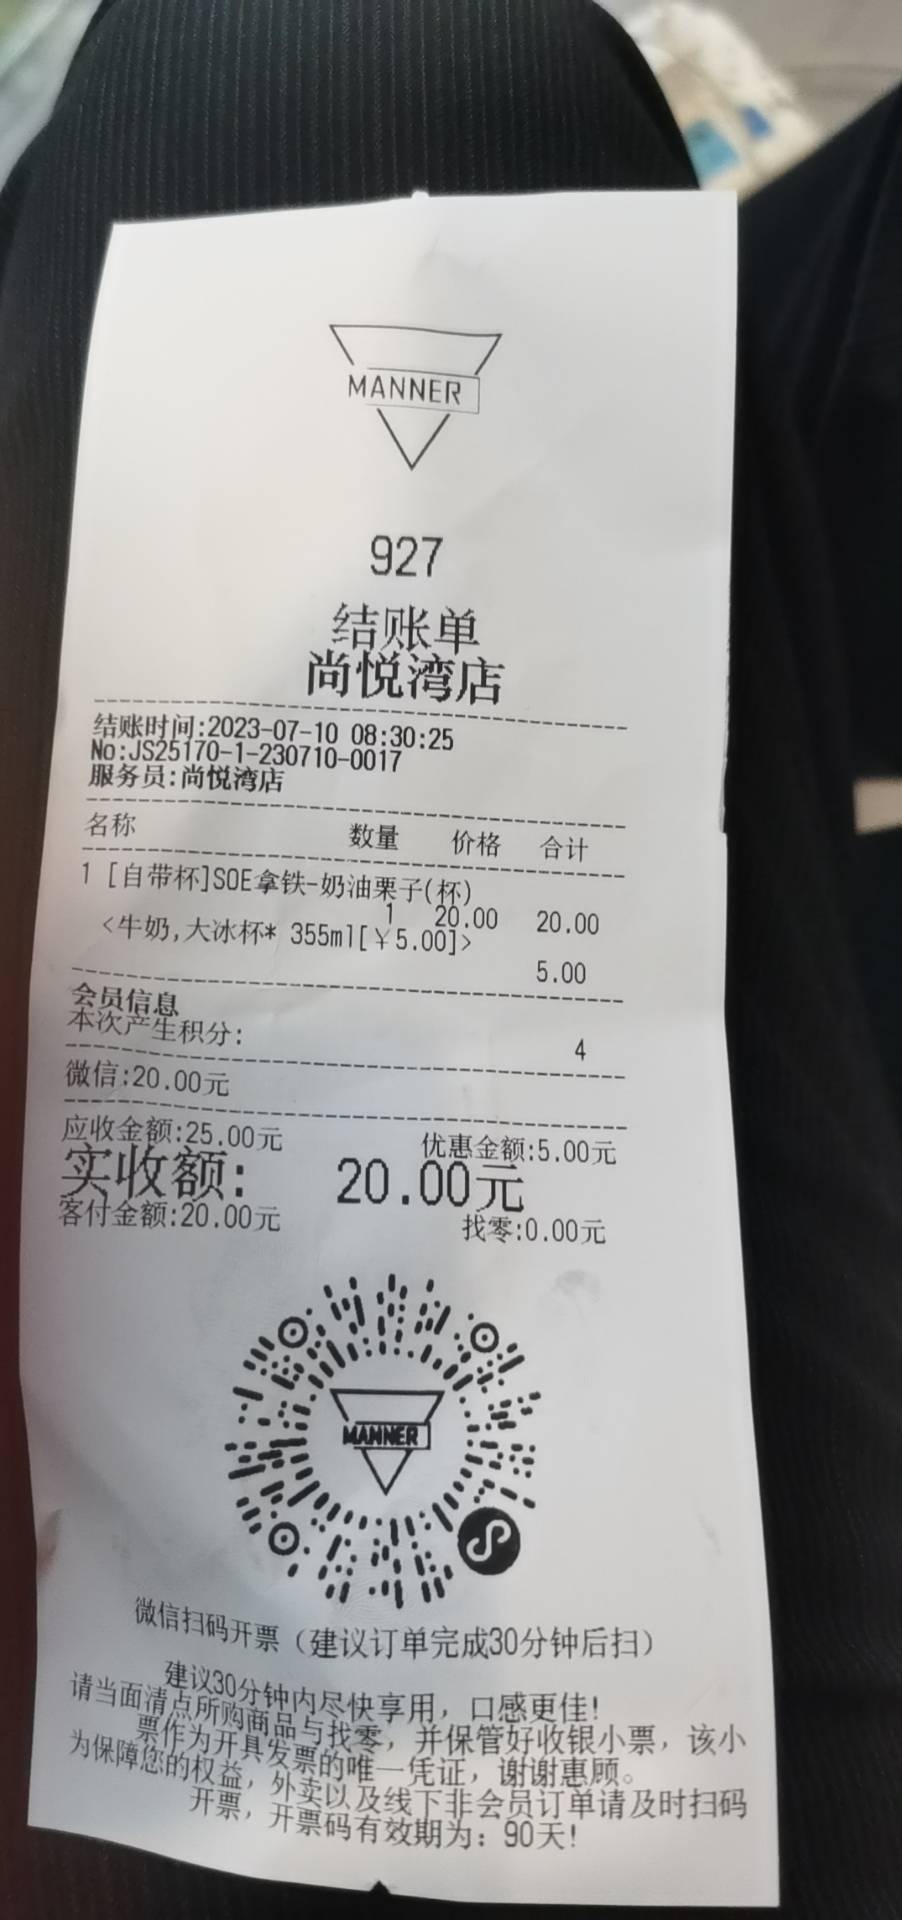 MANNER
927
结账单
尚悦湾店
结账时间:2023-07-10 08:30:25
No:JS25170-1-230710-0017
服务员:尚悦湾店
名称 数量 价格 合计
1 [自带杯]SOE拿铁-奶油栗子(杯)
1 20.00 20.00
<牛奶,大冰杯* 355ml[￥5.00]>
5.00
会员信息
本次产生积分: 4
微信:20.00元
应收金额:25.00元 优惠金额:5.00元
实收额: 20.00元
客付金额:20.00元 找零:0.00元
MANNER
微信扫码开票（建议订单完成30分钟后扫）
建议30分钟内尽快享用，口感更佳!
请当面清点所购商品与找零，并保管好收银小票，该小
票作为开具发票的唯一凭证，谢谢惠顾。
为保障您的权益，外卖以及线下非会员订单请及时扫码
开票，开票码有效期为：90天!